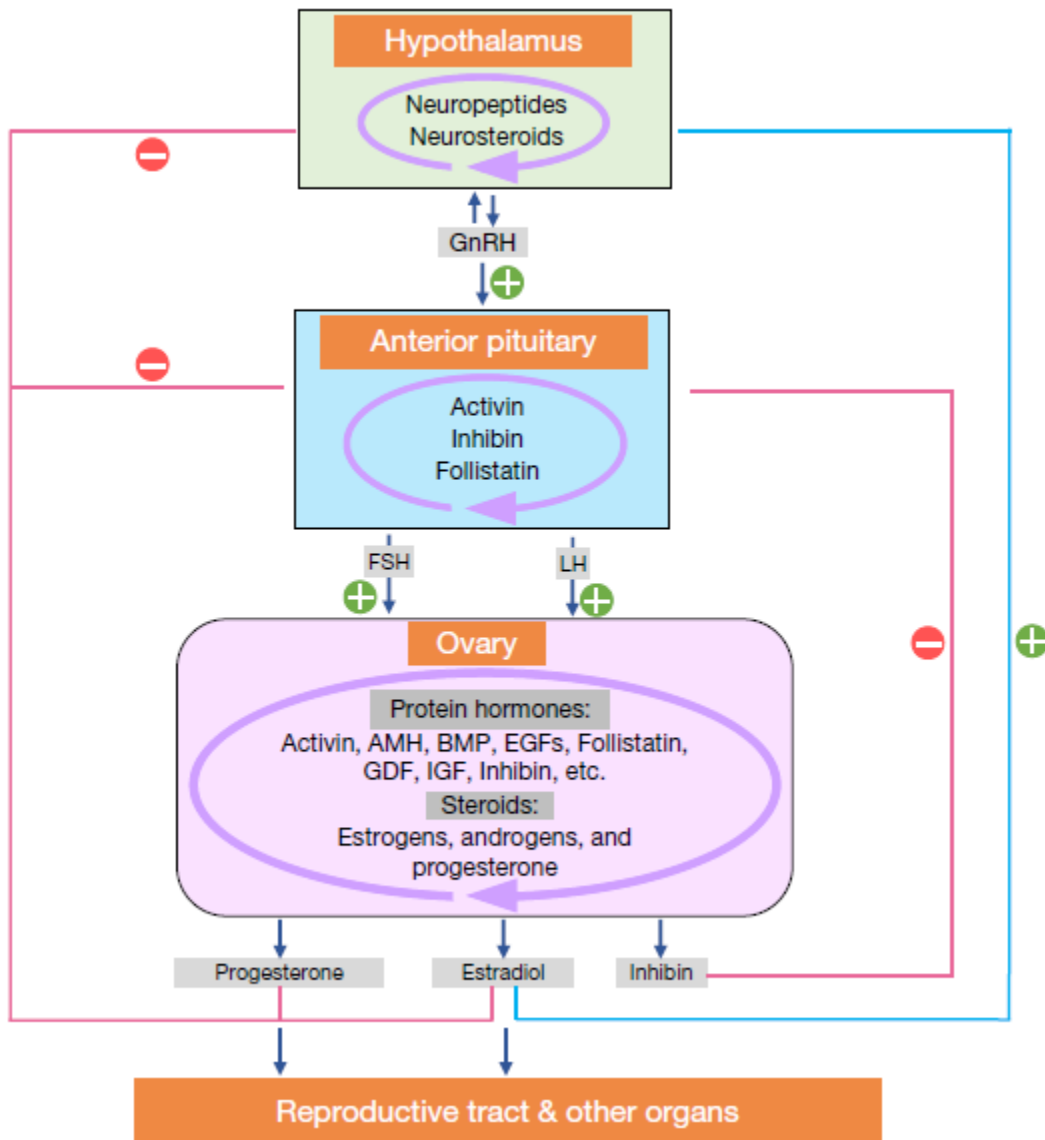 Hypothalamus
Neuropeptides
Neurosteroids
GnRH
Anterior pituitary
Activin
Inhibin
Follistatin
FSH
LH
Ovary
Protein hormones:
Activin, AMH, BMP, EGFs, Follistatin,
GDF, IGF, Inhibin, etc.
Steroids:
Estrogens, androgens, and
progesterone
Progesterone
Estradiol
Inhibin
Reproductive tract & other organs